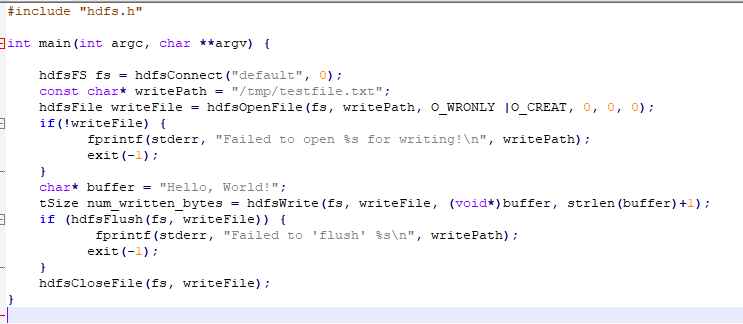 #include "hdfs.h"
int main(int argc, char **argv) {
hdfsFS fs = hdfsConnect("default", 0);
const char* writePath = "/tmp/testfile.txt";
hdfsFile writeFile = hdfsOpenFile(fs, writePath, O_WRONLY |O_CREAT, 0, 0, 0);
if(!writeFile) {
fprintf(stderr, "Failed to open %s for writing!\n", writePath);
exit(-1);
}
char* buffer = "Hello, World!";
tSize num_written_bytes = hdfsWrite(fs, writeFile, (void*)buffer, strlen(buffer)+1);
if (hdfsFlush(fs, writeFile)) {
fprintf(stderr, "Failed to 'flush' %s\n", writePath);
exit(-1);
}
hdfsCloseFile(fs, writeFile);
}